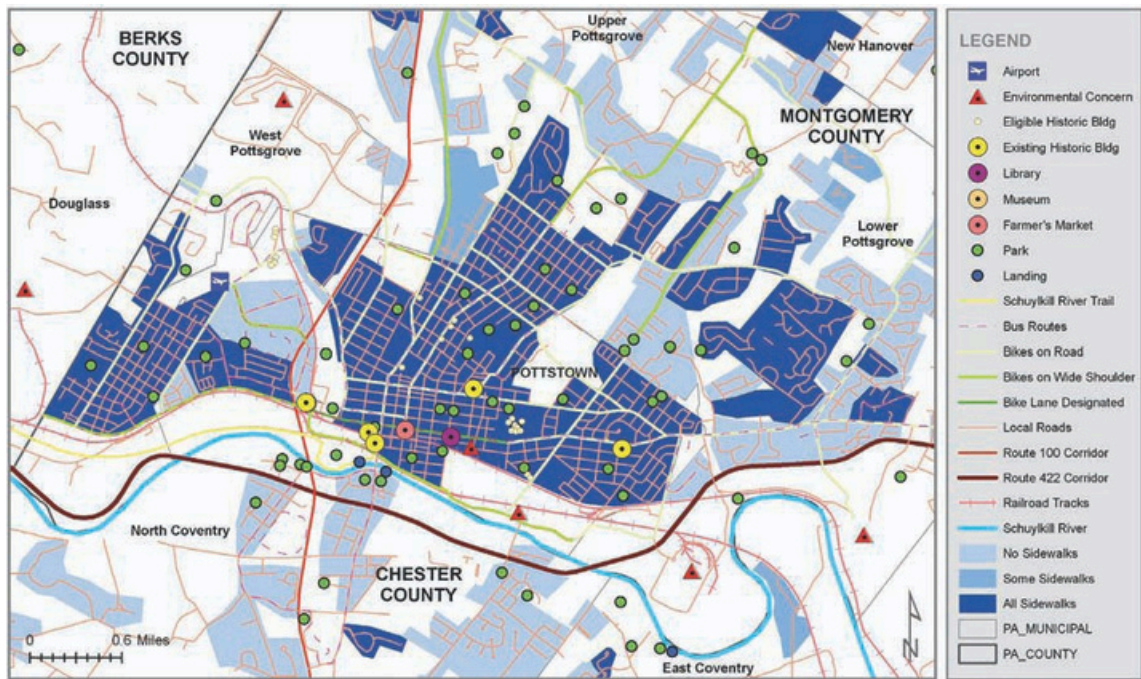 BERKS
COUNTY
Upper
Pottsgrove
New Hanover
West
Pottsgrove
MONTGOMERY
COUNTY
Douglass
Lower
Pottsgrove
POTTSTOWN
North Coventry
CHESTER
COUNTY
0 0.6 Miles
East Coventry
N
LEGEND
Airport
Environmental Concern
Eligible Historic Bldg
Existing Historic Bldg
Library
Museum
Farmer's Market
Park
Landing
Schuylkill River Trail
Bus Routes
Bikes on Road
Bikes on Wide Shoulder
Bike Lane Designated
Local Roads
Route 100 Corridor
Route 422 Corridor
Railroad Tracks
Schuylkill River
No Sidewalks
Some Sidewalks
All Sidewalks
PA_MUNICIPAL
PA_COUNTY